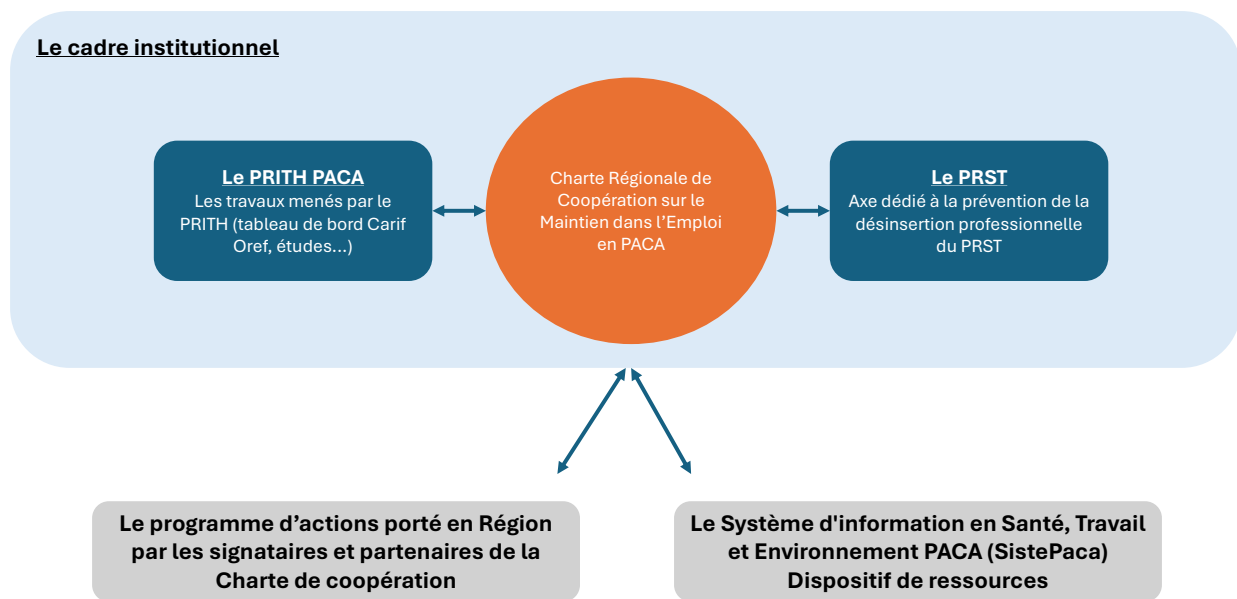 Le cadre institutionnel
Le PRITH PACA
Les travaux menés par le
PRITH (tableau de bord Carif
Oref, études...)
Charte Régionale de
Coopération sur le
Maintien dans l’Emploi
en PACA
Le PRST
Axe dédié à la prévention de la
désinsertion professionnelle
du PRST
Le programme d’actions porté en Région
par les signataires et partenaires de la
Charte de coopération
Le Système d'information en Santé, Travail
et Environnement PACA (SistePaca)
Dispositif de ressources